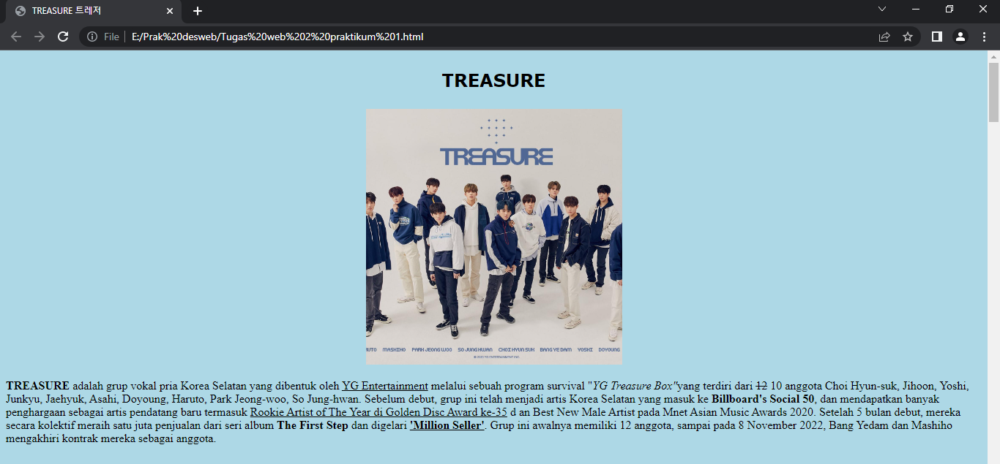 TREASURE 트레저
File
E:/Prak%20desweb/Tugas%20web%202%20praktikum%201.html
TREASURE
TREASURE
UTO MASHIHO PARK JEONG WOO SO JUNG HWAN CHOI HYUN SUK BANG YE DAM YOSHI DOYOUNG
© 2020 YG ENTERTAINMENT INC.
TREASURE adalah grup vokal pria Korea Selatan yang dibentuk oleh YG Entertainment melalui sebuah program survival "YG Treasure Box"yang terdiri dari 12 10 anggota Choi Hyun-suk, Jihoon, Yoshi,
Junkyu, Jaehyuk, Asahi, Doyoung, Haruto, Park Jeong-woo, So Jung-hwan. Sebelum debut, grup ini telah menjadi artis Korea Selatan yang masuk ke Billboard's Social 50, dan mendapatkan banyak
penghargaan sebagai artis pendatang baru termasuk Rookie Artist of The Year di Golden Disc Award ke-35 d an Best New Male Artist pada Mnet Asian Music Awards 2020. Setelah 5 bulan debut, mereka
secara kolektif meraih satu juta penjualan dari seri album The First Step dan digelari 'Million Seller'. Grup ini awalnya memiliki 12 anggota, sampai pada 8 November 2022, Bang Yedam dan Mashiho
mengakhiri kontrak mereka sebagai anggota.